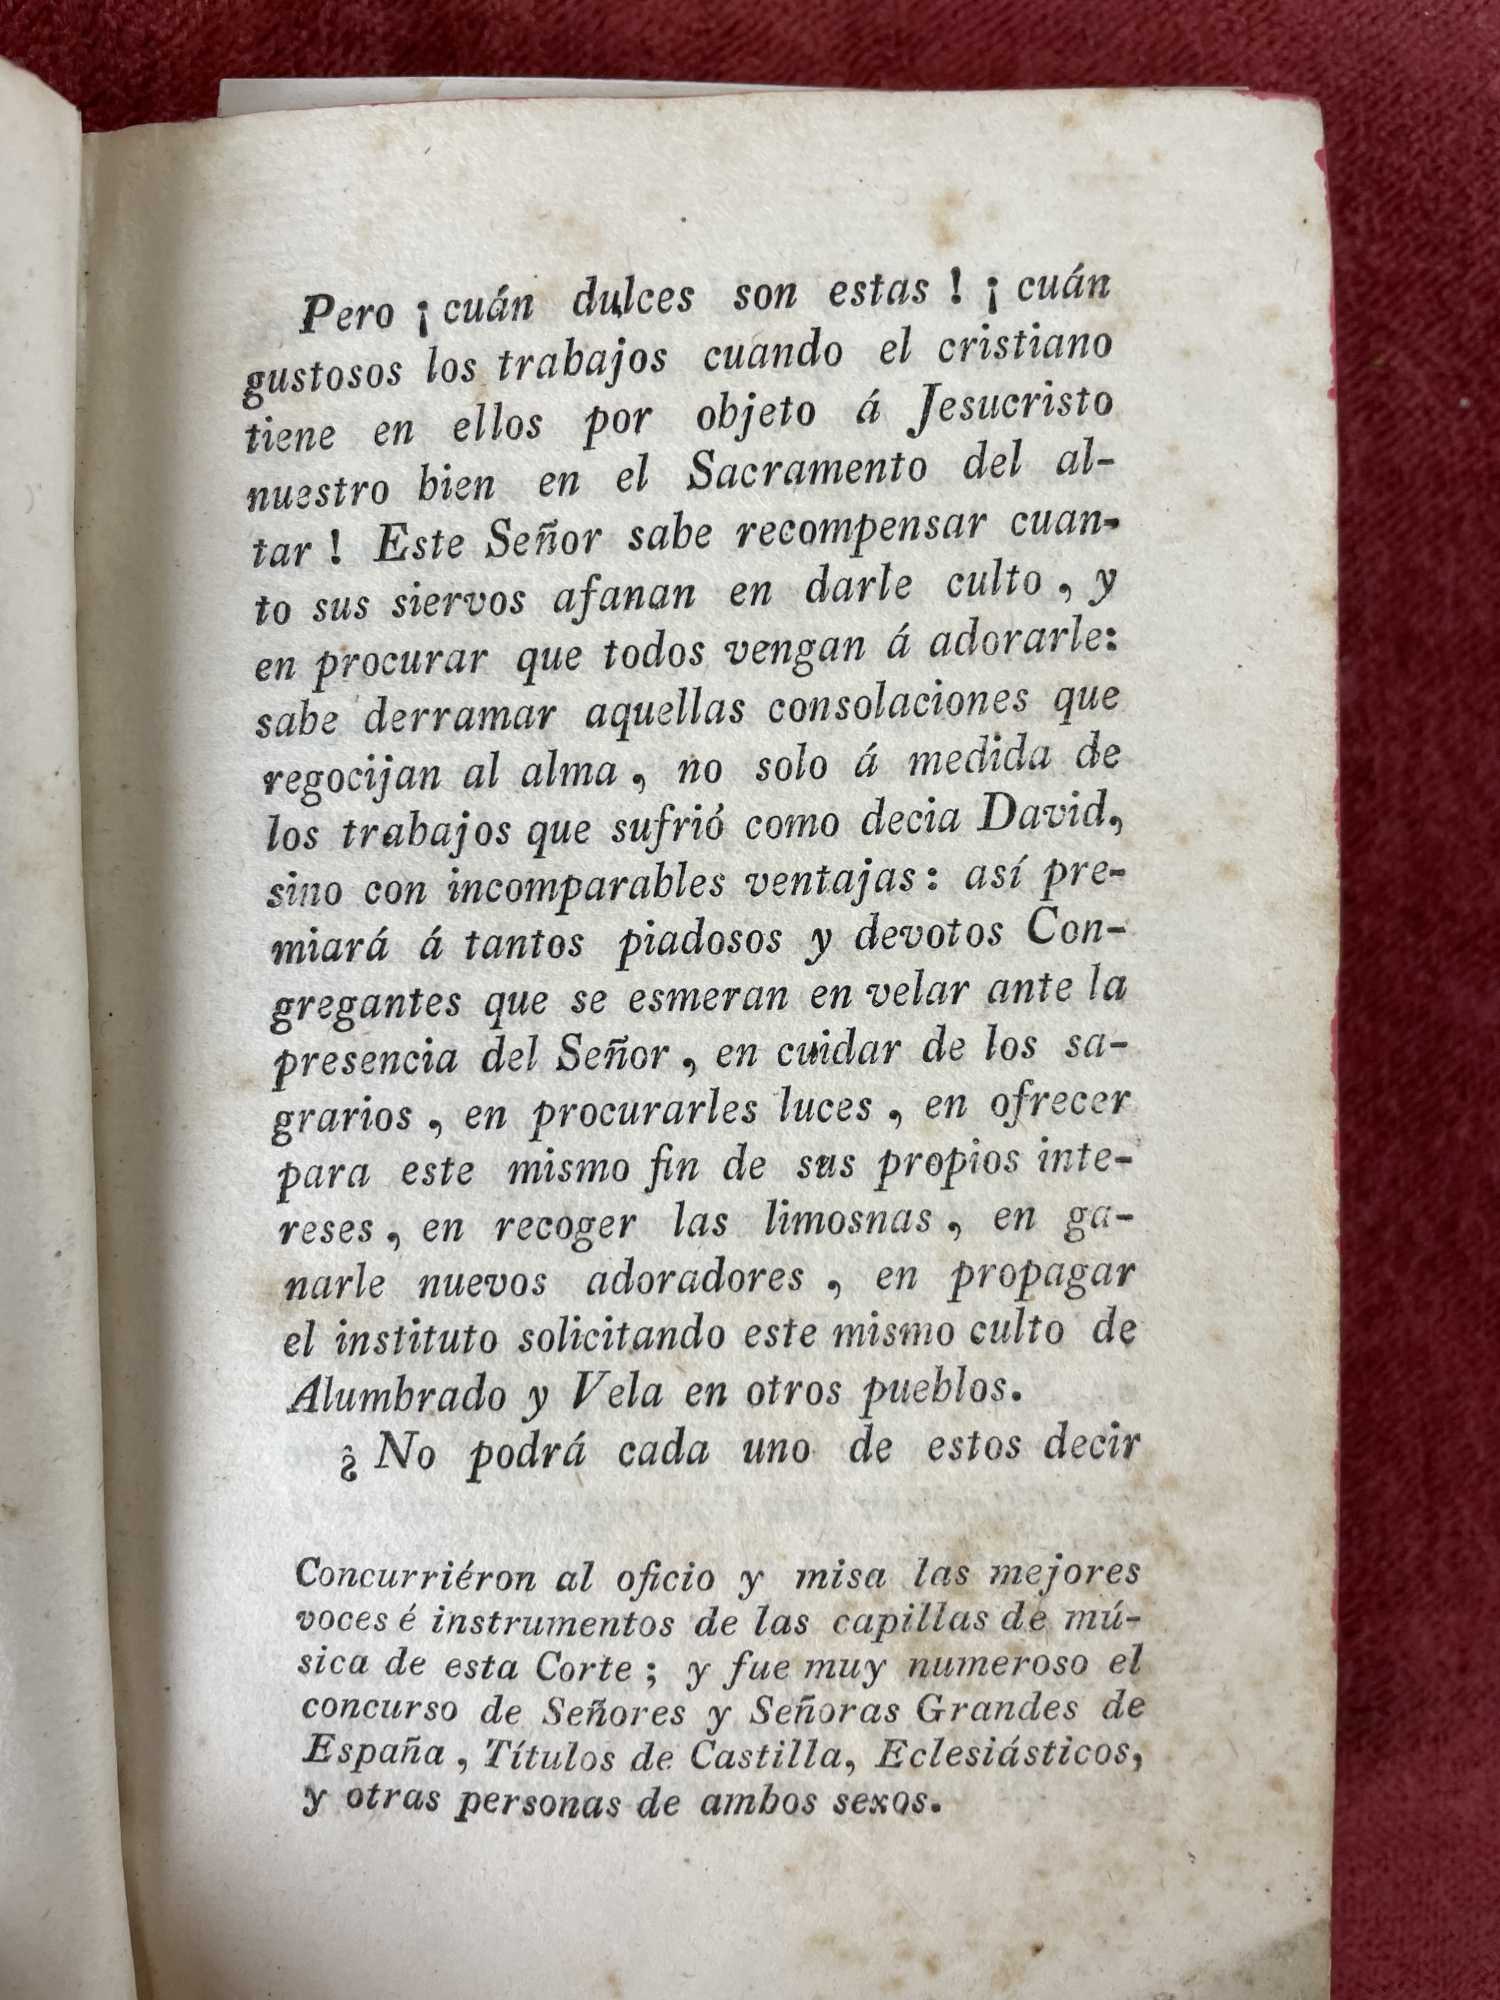 Pero ¡cuán dulces son estas! ¡cuán
gustosos los trabajos cuando el cristiano
tiene en ellos por objeto á Jesucristo
nuestro bien en el Sacramento del al-
tar! Este Señor sabe recompensar cuan-
to sus siervos afanan en darle culto, y
en procurar que todos vengan á adorarle:
sabe derramar aquellas consolaciones que
regocijan al alma, no solo á medida de
los trabajos que sufrió como decia David,
sino con incomparables ventajas: así pre-
miará á tantos piadosos y devotos Con-
gregantes que se esmeran en velar ante la
presencia del Señor, en cuidar de los sa-
grarios, en procurarles luces, en ofrecer
para este mismo fin de sus propios inte-
reses, en recoger las limosnas, en ga-
narle nuevos adoradores, en propagar
el instituto solicitando este mismo culto de
Alumbrado y Vela en otros pueblos.
¿No podrá cada uno de estos decir
Concurriéron al oficio y misa las mejores
voces é instrumentos de las capillas de mú-
sica de esta Corte; y fue muy numeroso el
concurso de Señores y Señoras Grandes de
España, Títulos de Castilla, Eclesiásticos,
y otras personas de ambos sexos.